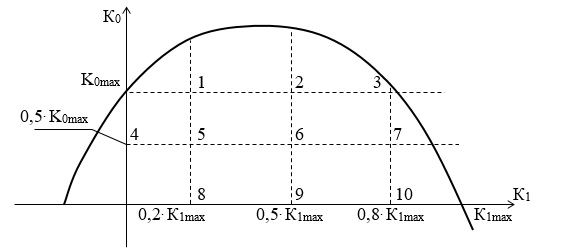 K₀
K₀max
1 2 3
0,5· K₀max
4 5 6 7
8 9 10
K₁
0,2· K₁max 0,5· K₁max 0,8· K₁max K₁max